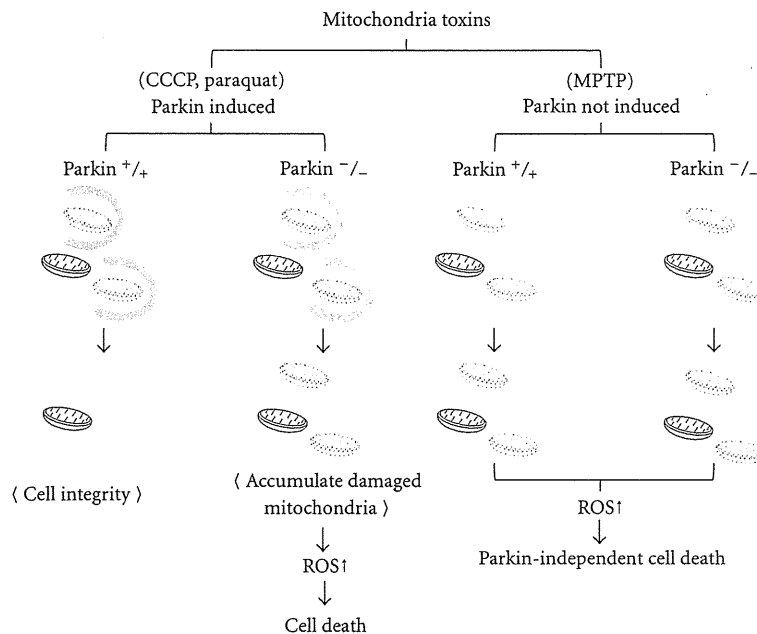 Mitochondria toxins
(CCCP, paraquat)
Parkin induced
(MPTP)
Parkin not induced
Parkin +/+
Parkin −/−
Parkin +/+
Parkin −/−
⟨ Cell integrity ⟩
⟨ Accumulate damaged
mitochondria ⟩
ROS↑
Cell death
ROS↑
Parkin-independent cell death